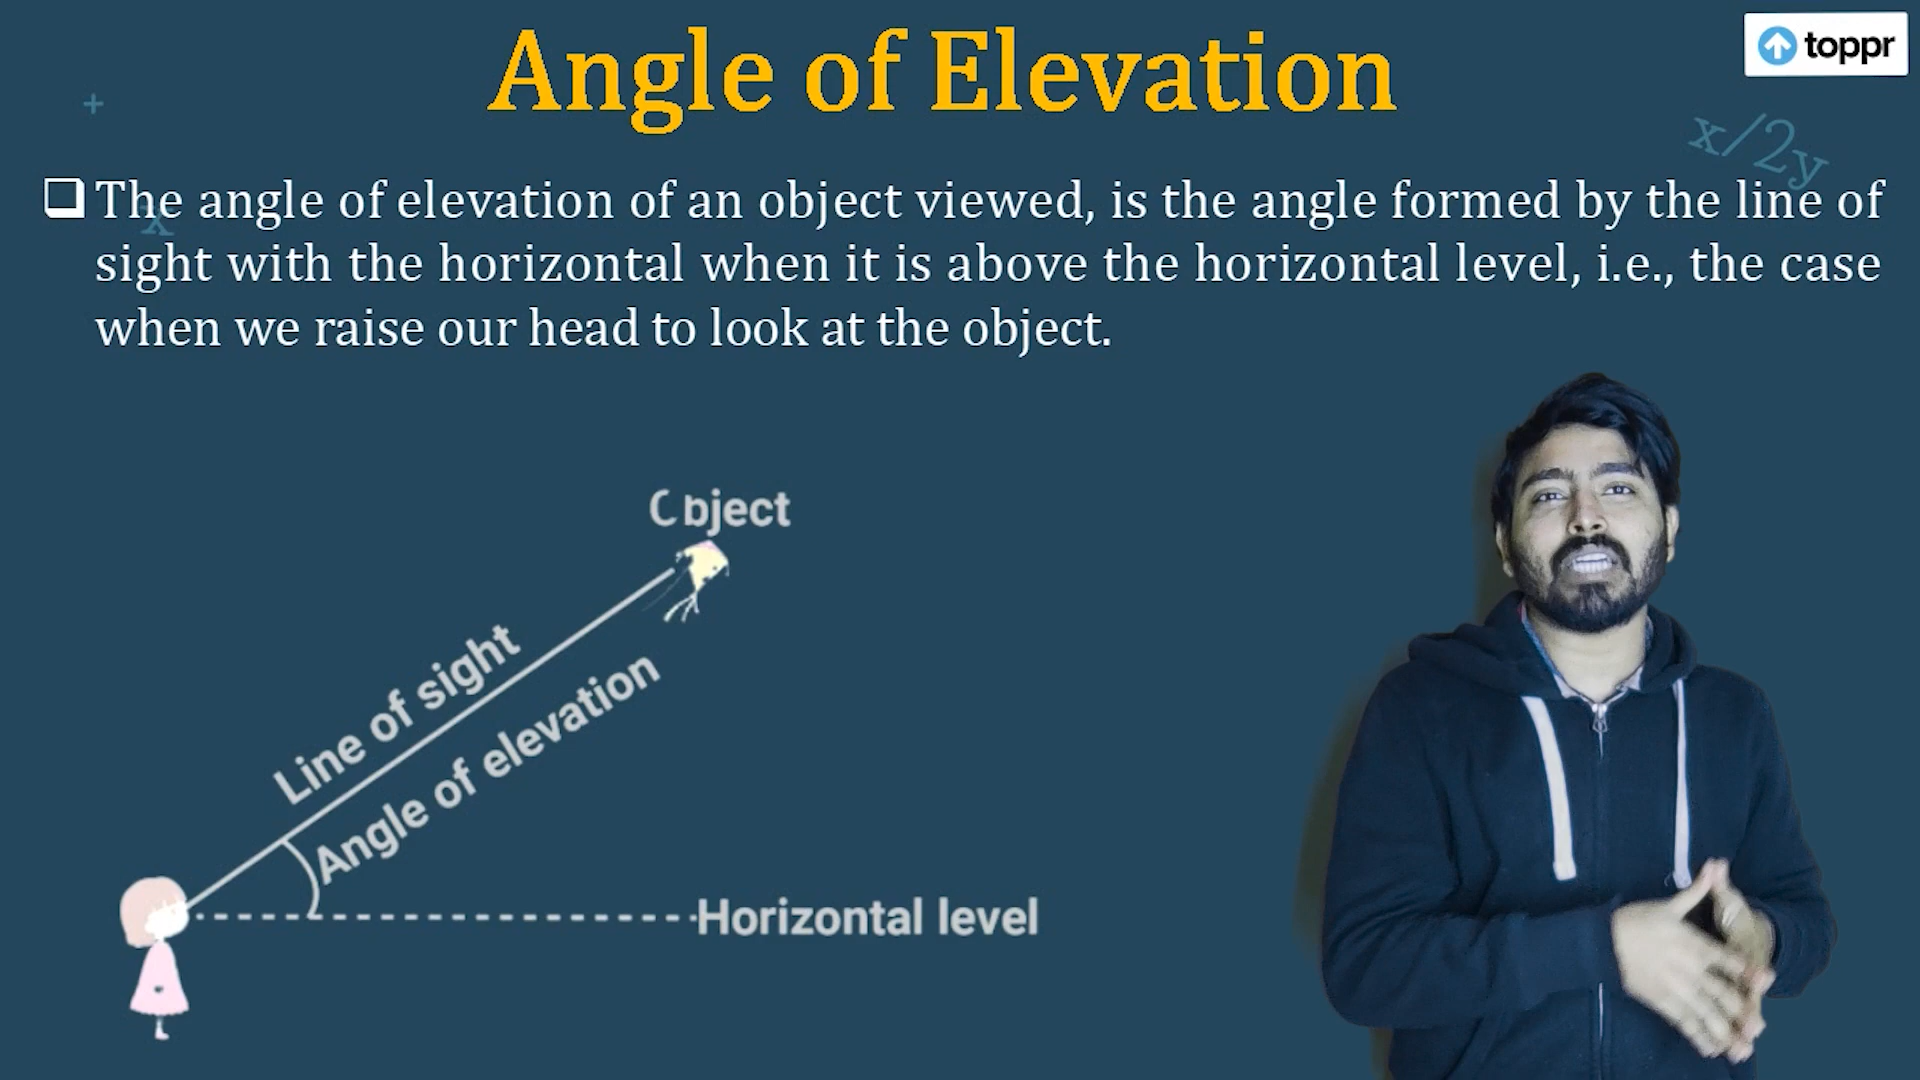 Angle of Elevation
toppr
+
x/2y
x
❑ The angle of elevation of an object viewed, is the angle formed by the line of
sight with the horizontal when it is above the horizontal level, i.e., the case
when we raise our head to look at the object.
Object
Line of sight
Angle of elevation
Horizontal level